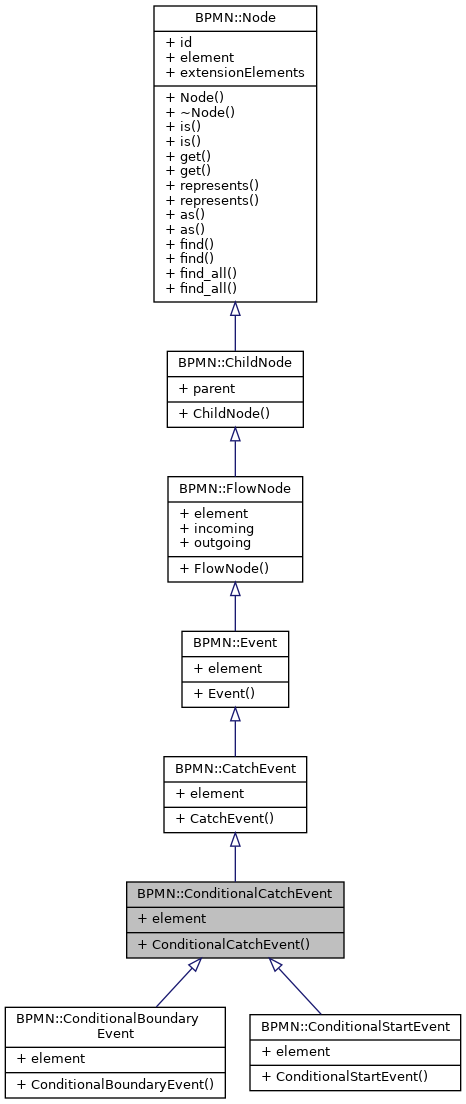 BPMN::Node
+ id
+ element
+ extensionElements
+ Node()
+ ~Node()
+ is()
+ is()
+ get()
+ get()
+ represents()
+ represents()
+ as()
+ as()
+ find()
+ find()
+ find_all()
+ find_all()
BPMN::ChildNode
+ parent
+ ChildNode()
BPMN::FlowNode
+ element
+ incoming
+ outgoing
+ FlowNode()
BPMN::Event
+ element
+ Event()
BPMN::CatchEvent
+ element
+ CatchEvent()
BPMN::ConditionalCatchEvent
+ element
+ ConditionalCatchEvent()
BPMN::ConditionalBoundary
Event
+ element
+ ConditionalBoundaryEvent()
BPMN::ConditionalStartEvent
+ element
+ ConditionalStartEvent()